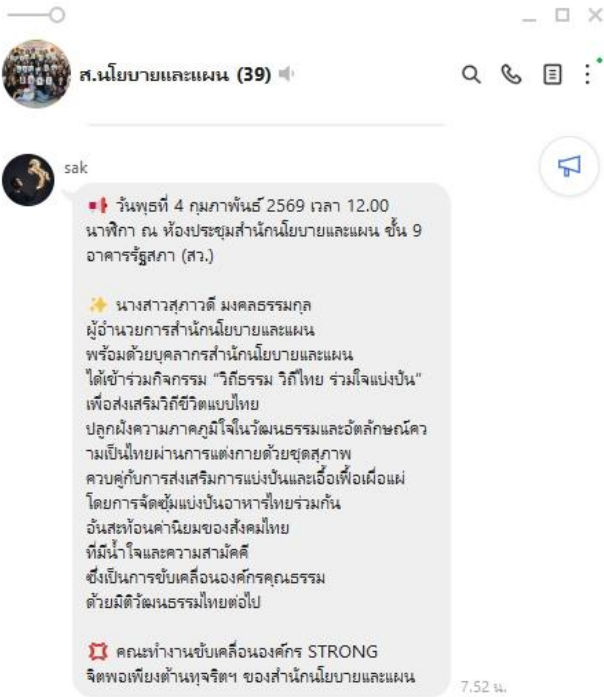 ส.นโยบายและแผน (39)
sak
วันพุธที่ 4 กุมภาพันธ์ 2569 เวลา 12.00
นาฬิกา ณ ห้องประชุมสำนักนโยบายและแผน ชั้น 9
อาคารรัฐสภา (สว.)
นางสาวสุภาวดี มงคลธรรมกุล
ผู้อำนวยการสำนักนโยบายและแผน
พร้อมด้วยบุคลากรสำนักนโยบายและแผน
ได้เข้าร่วมกิจกรรม “วิถีธรรม วิถีไทย ร่วมใจแบ่งปัน”
เพื่อส่งเสริมวิถีชีวิตแบบไทย
ปลูกฝังความภาคภูมิใจในวัฒนธรรมและอัตลักษณ์คว
ามเป็นไทยผ่านการแต่งกายด้วยชุดสุภาพ
ควบคู่กับการส่งเสริมการแบ่งปันและเอื้อเฟื้อเผื่อแผ่
โดยการจัดซุ้มแบ่งปันอาหารไทยร่วมกัน
อันสะท้อนค่านิยมของสังคมไทย
ที่มีน้ำใจและความสามัคคี
ซึ่งเป็นการขับเคลื่อนองค์กรคุณธรรม
ด้วยมิติวัฒนธรรมไทยต่อไป
คณะทำงานขับเคลื่อนองค์กร STRONG
จิตพอเพียงต้านทุจริตฯ ของสำนักนโยบายและแผน
7.52 น.